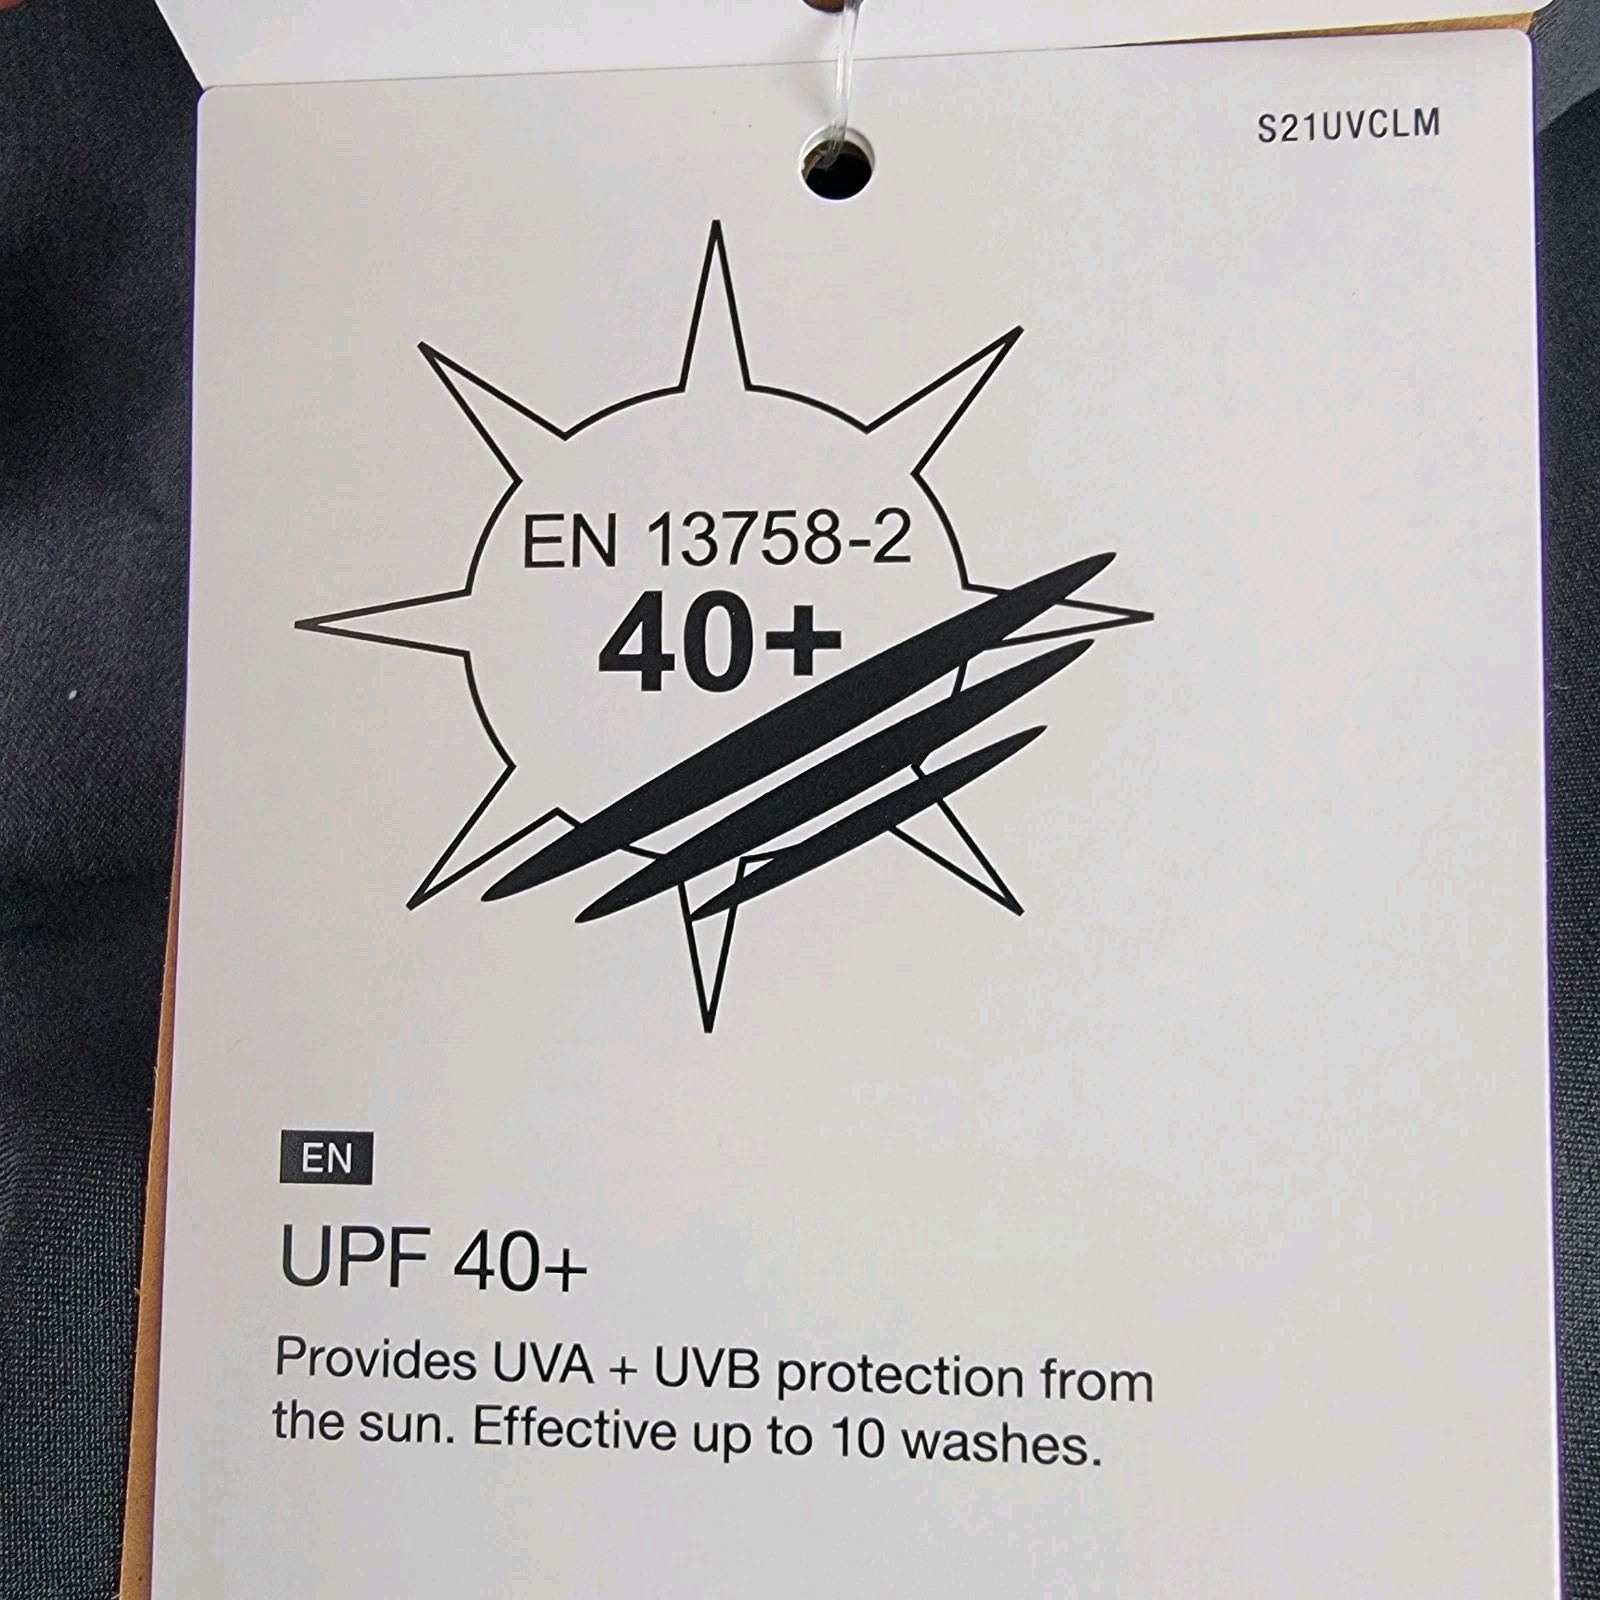 S21UVCLM
EN 13758-2
40+
EN
UPF 40+
Provides UVA + UVB protection from
the sun. Effective up to 10 washes.